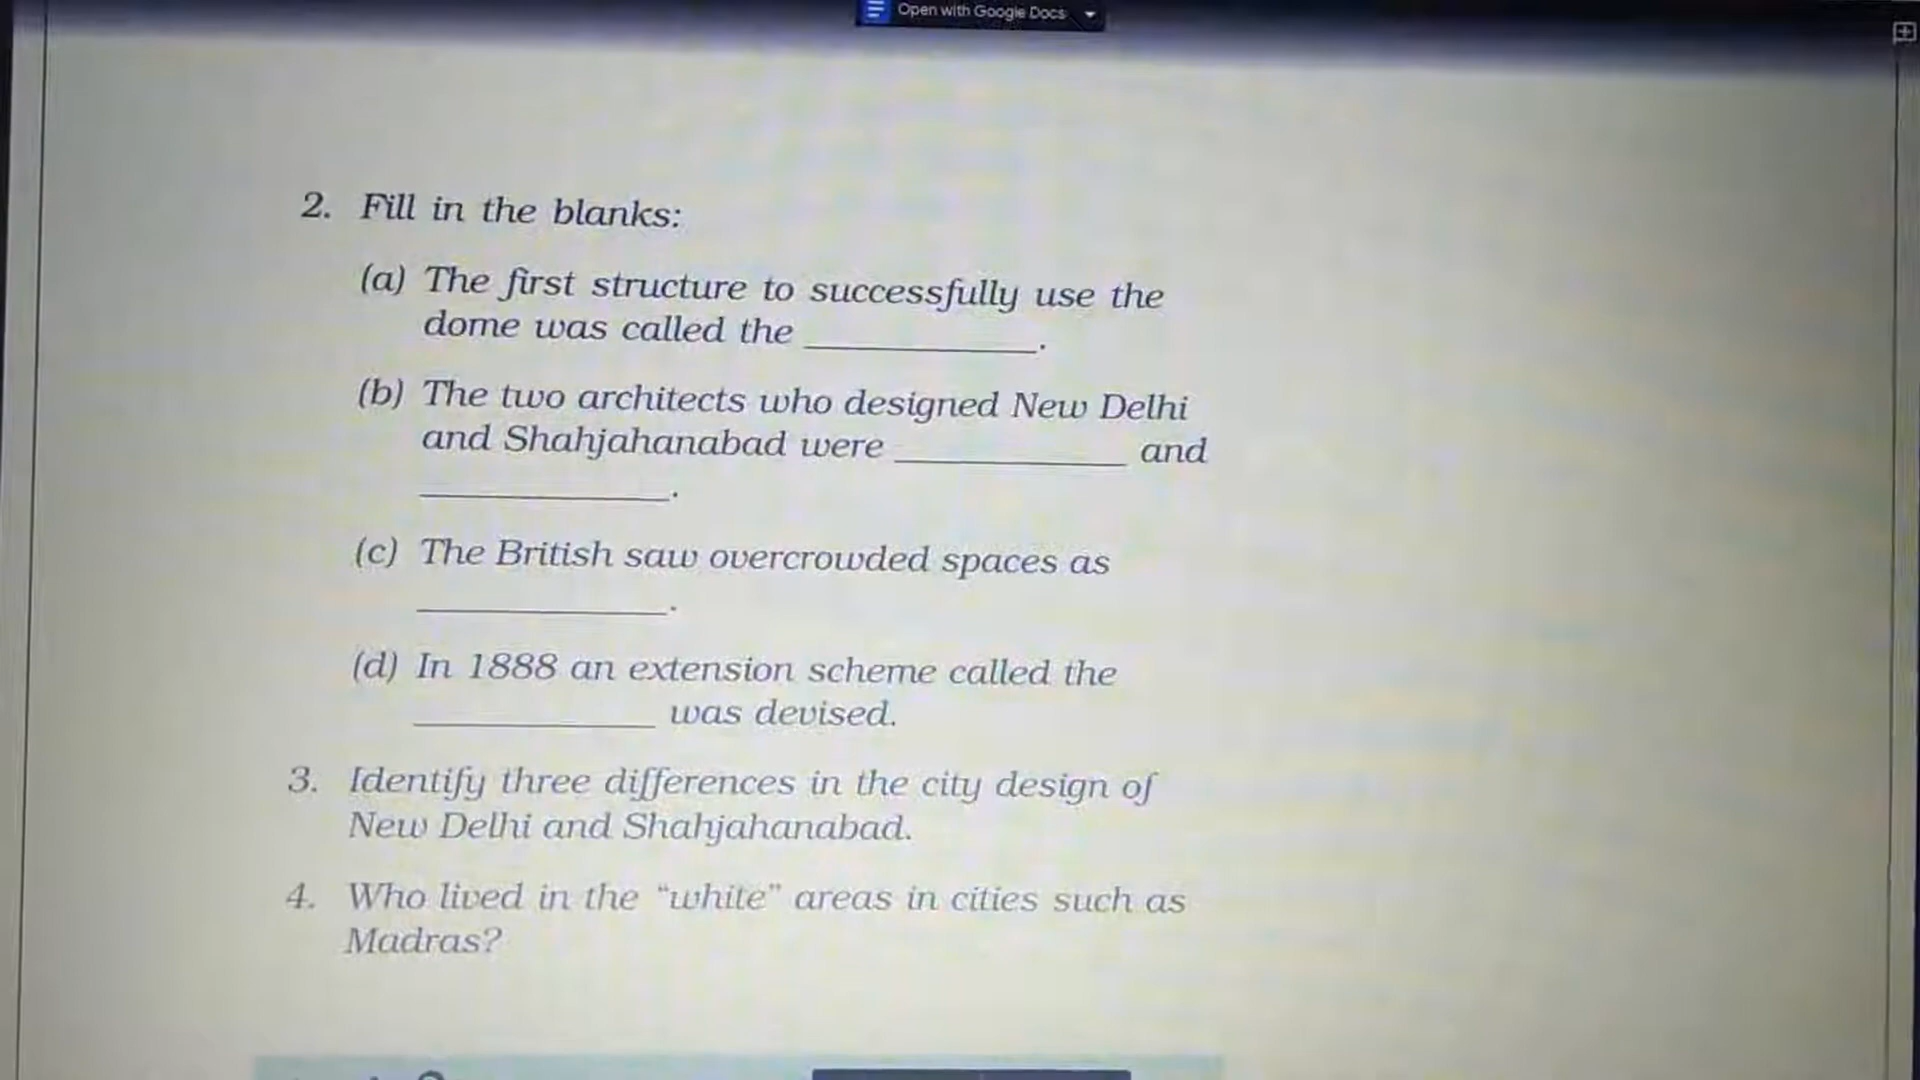 Open with Google Docs
2. Fill in the blanks:
(a) The first structure to successfully use the
dome was called the ____________.
(b) The two architects who designed New Delhi
and Shahjahanabad were ____________ and
____________.
(c) The British saw overcrowded spaces as
____________.
(d) In 1888 an extension scheme called the
____________ was devised.
3. Identify three differences in the city design of
New Delhi and Shahjahanabad.
4. Who lived in the “white” areas in cities such as
Madras?